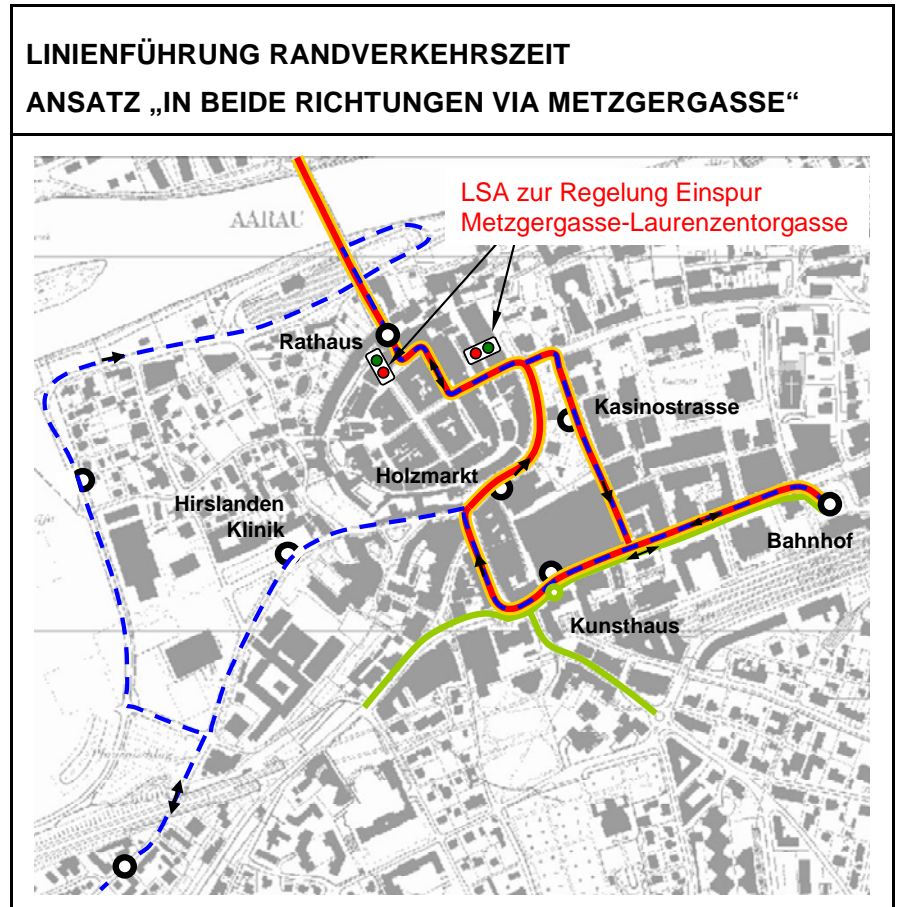 LINIENFÜHRUNG RANDVERKEHRSZEIT
ANSATZ „IN BEIDE RICHTUNGEN VIA METZGERGASSE“
LSA zur Regelung Einspur
Metzgergasse-Laurenzentorgasse
AARAU
Rathaus
Kasinostrasse
Holzmarkt
Hirslanden
Klinik
Bahnhof
Kunsthaus